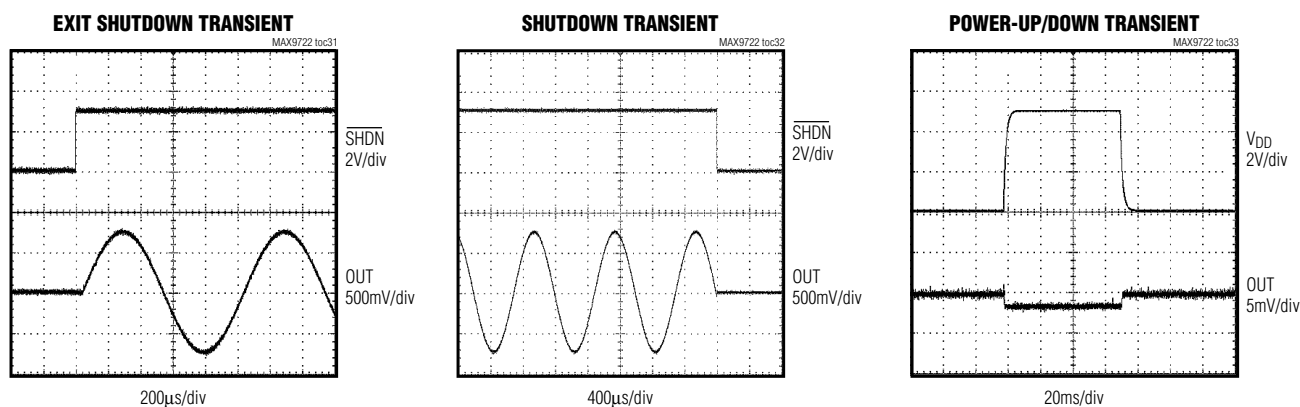 EXIT SHUTDOWN TRANSIENT
MAX9722 toc31
SHDN
2V/div
OUT
500mV/div
200μs/div
SHUTDOWN TRANSIENT
MAX9722 toc32
SHDN
2V/div
OUT
500mV/div
400μs/div
POWER-UP/DOWN TRANSIENT
MAX9722 toc33
VDD
2V/div
OUT
5mV/div
20ms/div